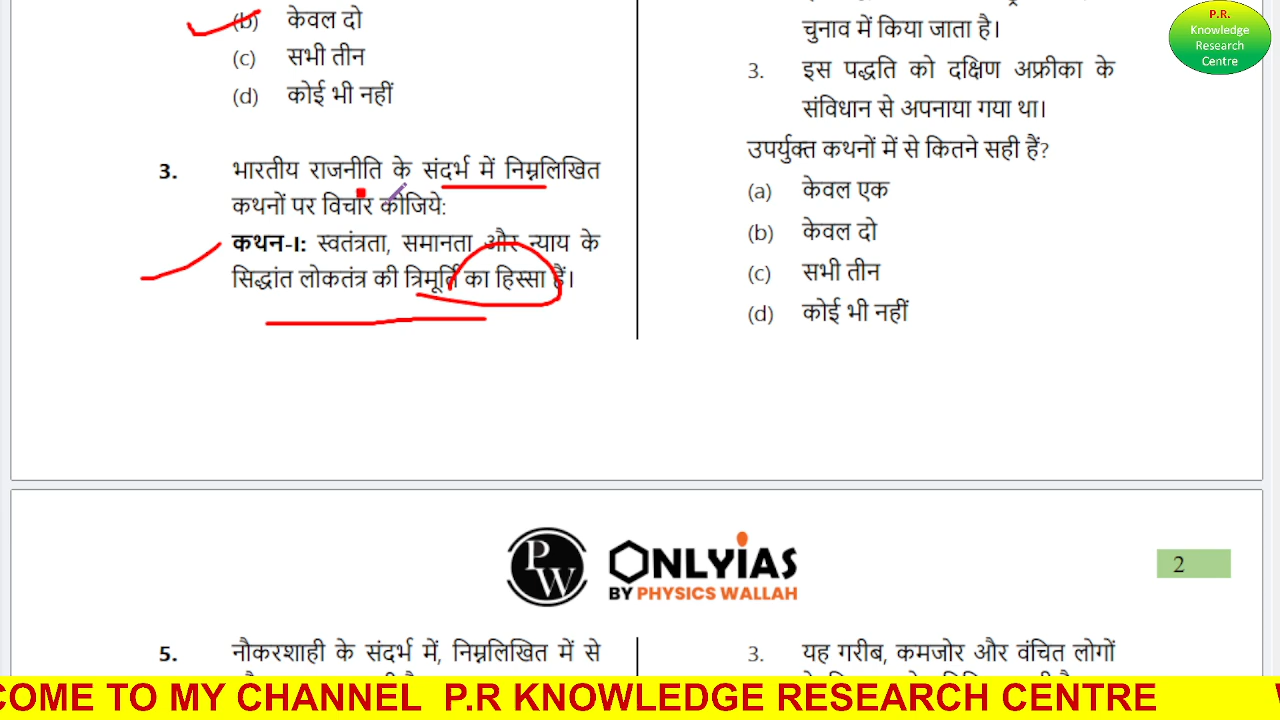 (b) केवल दो
(c) सभी तीन
(d) कोई भी नहीं
3. भारतीय राजनीति के संदर्भ में निम्नलिखित
कथनों पर विचार कीजिये:
कथन-I: स्वतंत्रता, समानता और न्याय के
सिद्धांत लोकतंत्र की त्रिमूर्ति का हिस्सा हैं।
चुनाव में किया जाता है।
3. इस पद्धति को दक्षिण अफ्रीका के
संविधान से अपनाया गया था।
उपर्युक्त कथनों में से कितने सही हैं?
(a) केवल एक
(b) केवल दो
(c) सभी तीन
(d) कोई भी नहीं
P.R.
Knowledge
Research
Centre
PW
ONLYIAS
BY PHYSICS WALLAH
2
5. नौकरशाही के संदर्भ में, निम्नलिखित में से
3. यह गरीब, कमजोर और वंचित लोगों
COME TO MY CHANNEL P.R KNOWLEDGE RESEARCH CENTRE